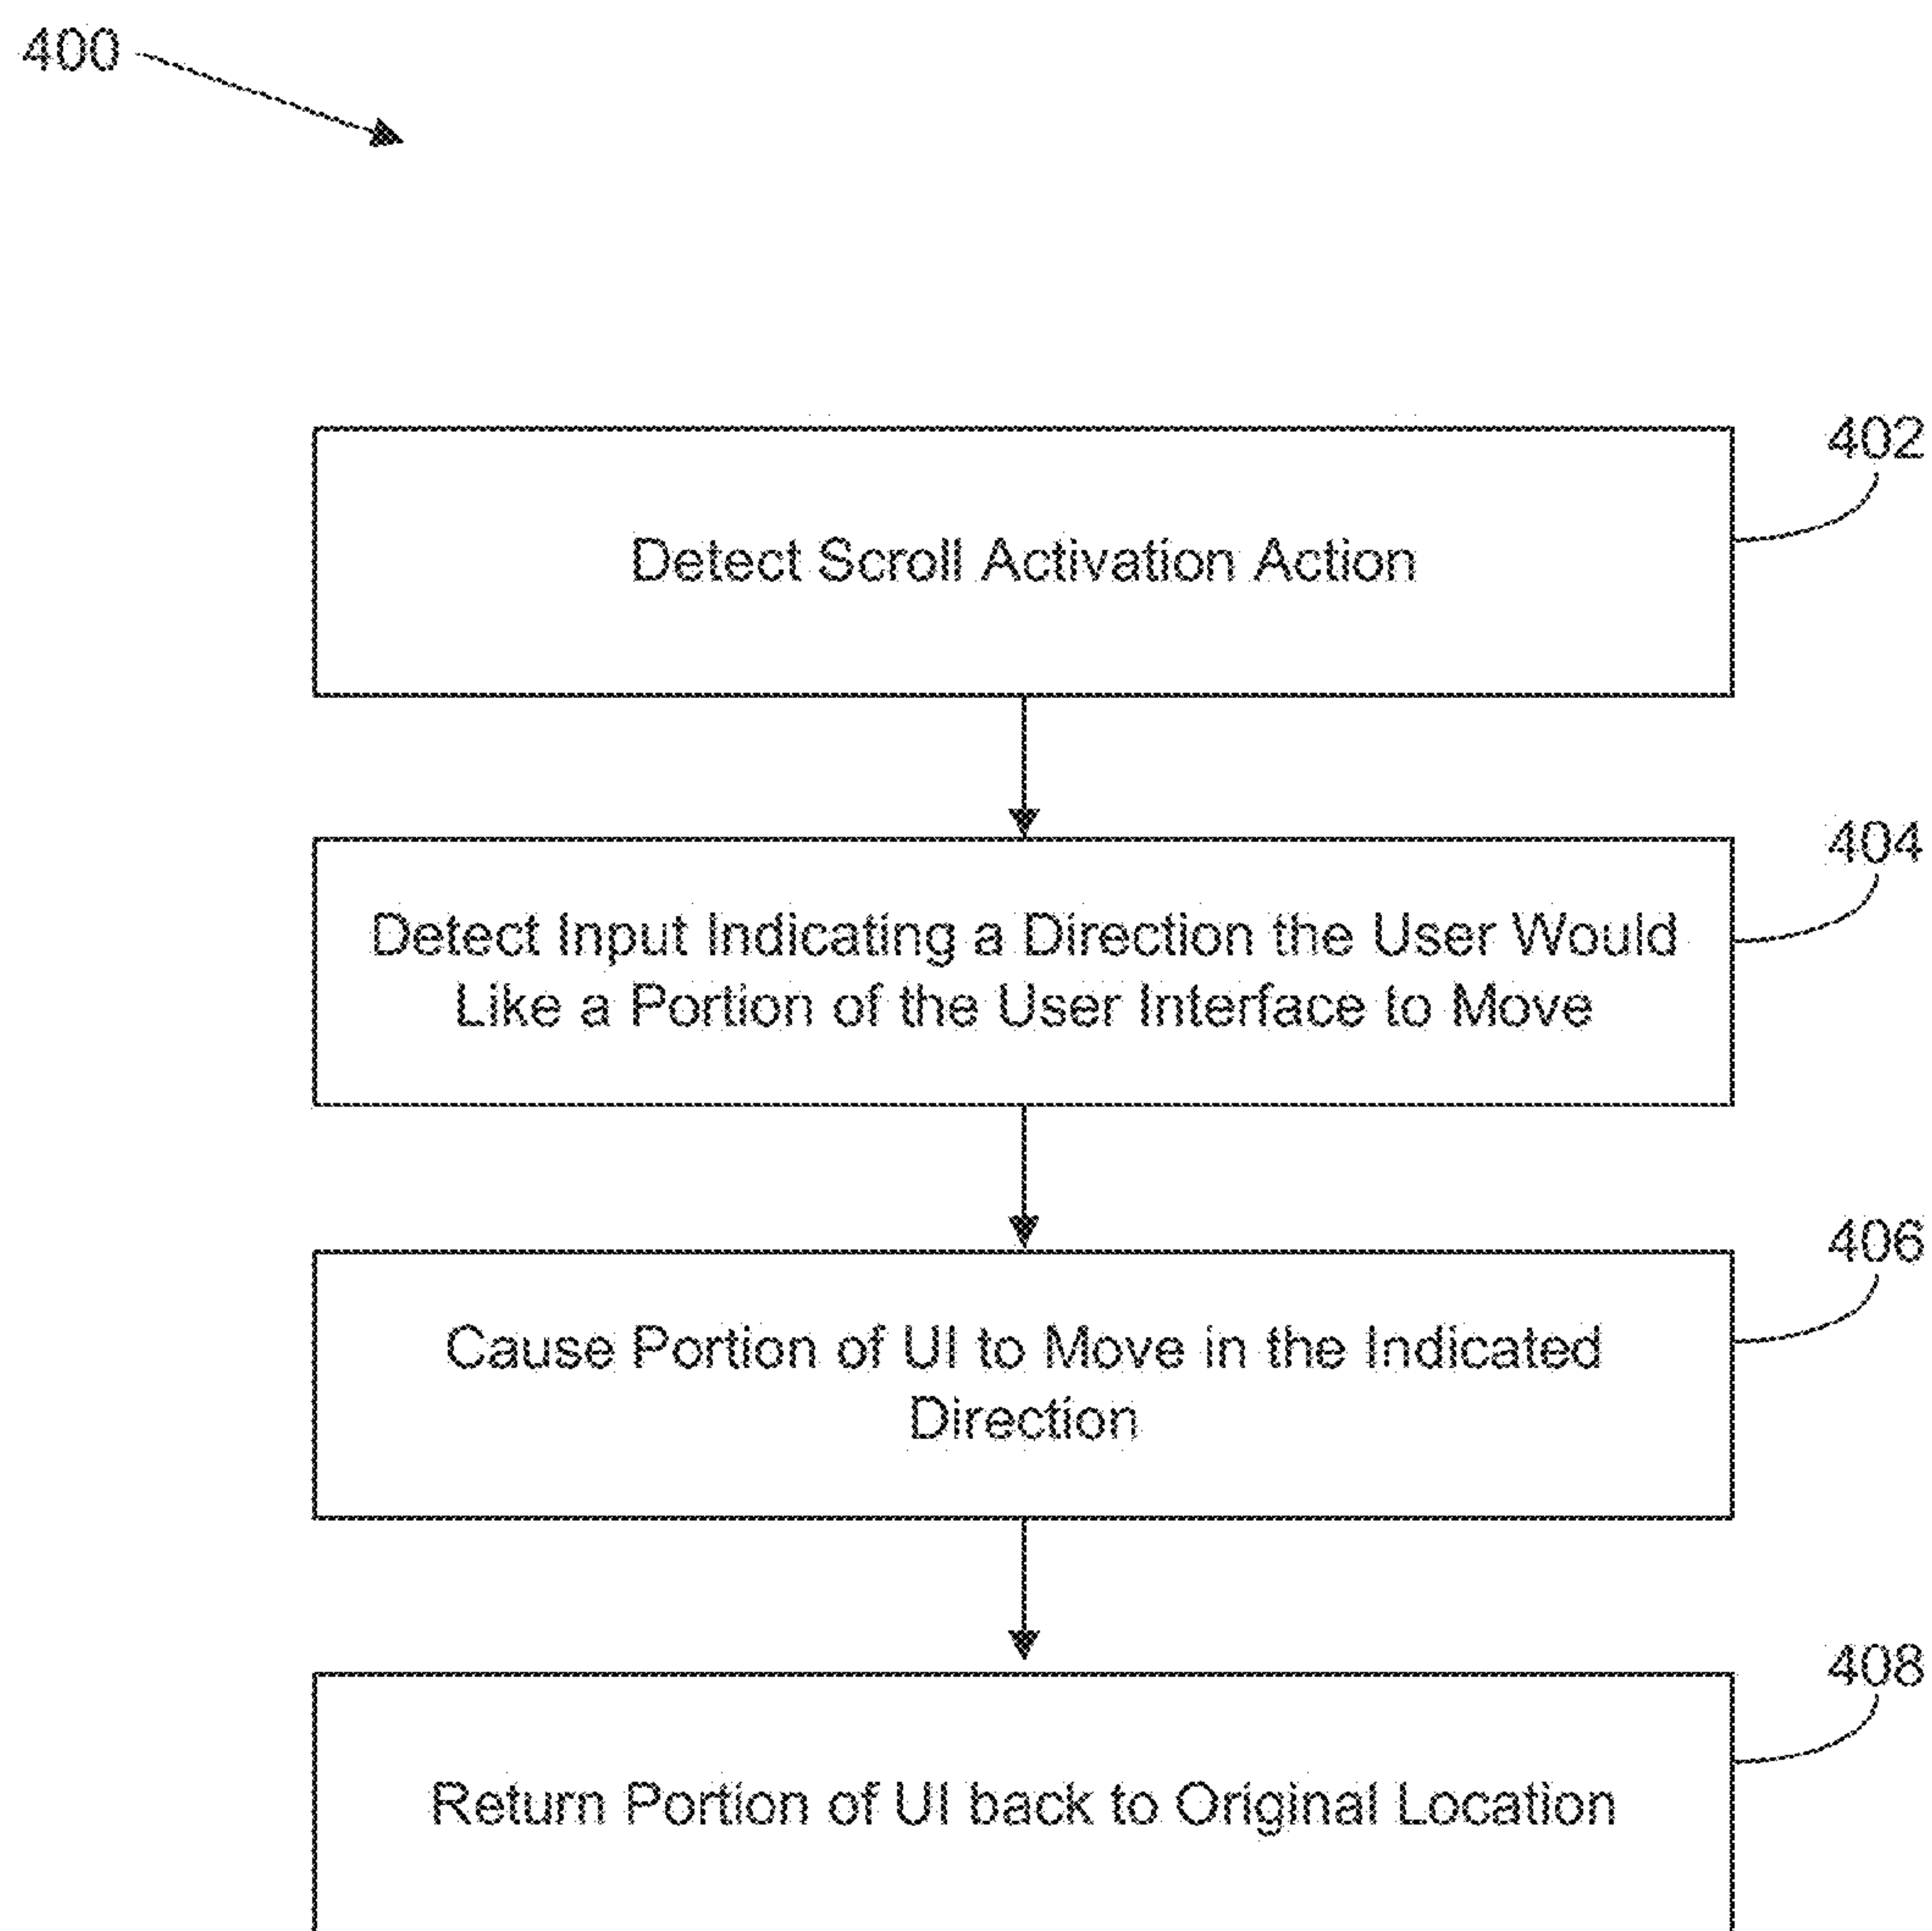 400
402
Detect Scroll Activation Action
404
Detect Input Indicating a Direction the User Would
Like a Portion of the User Interface to Move
406
Cause Portion of UI to Move in the Indicated
Direction
408
Return Portion of UI back to Original Location